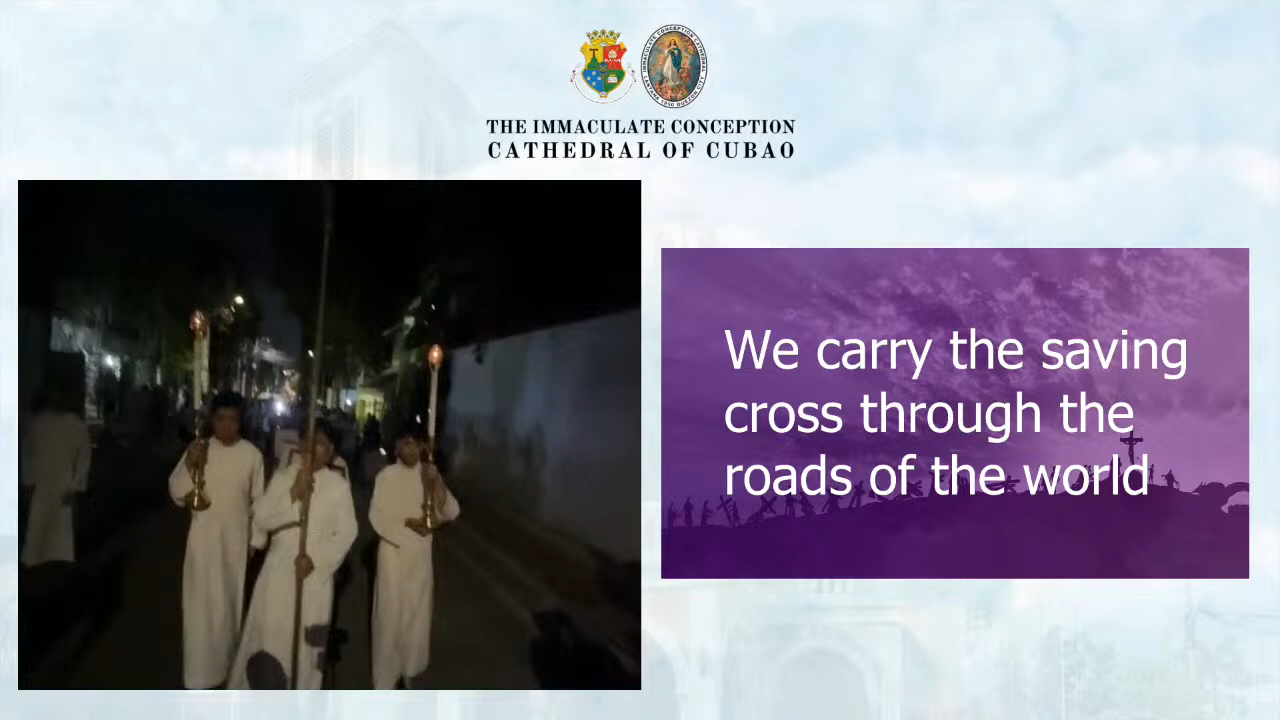 THE IMMACULATE CONCEPTION
CATHEDRAL OF CUBAO
We carry the saving
cross through the
roads of the world